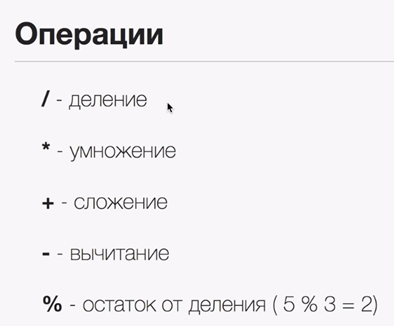 Операции
/ - деление
* - умножение
+ - сложение
- - вычитание
% - остаток от деления ( 5 % 3 = 2)